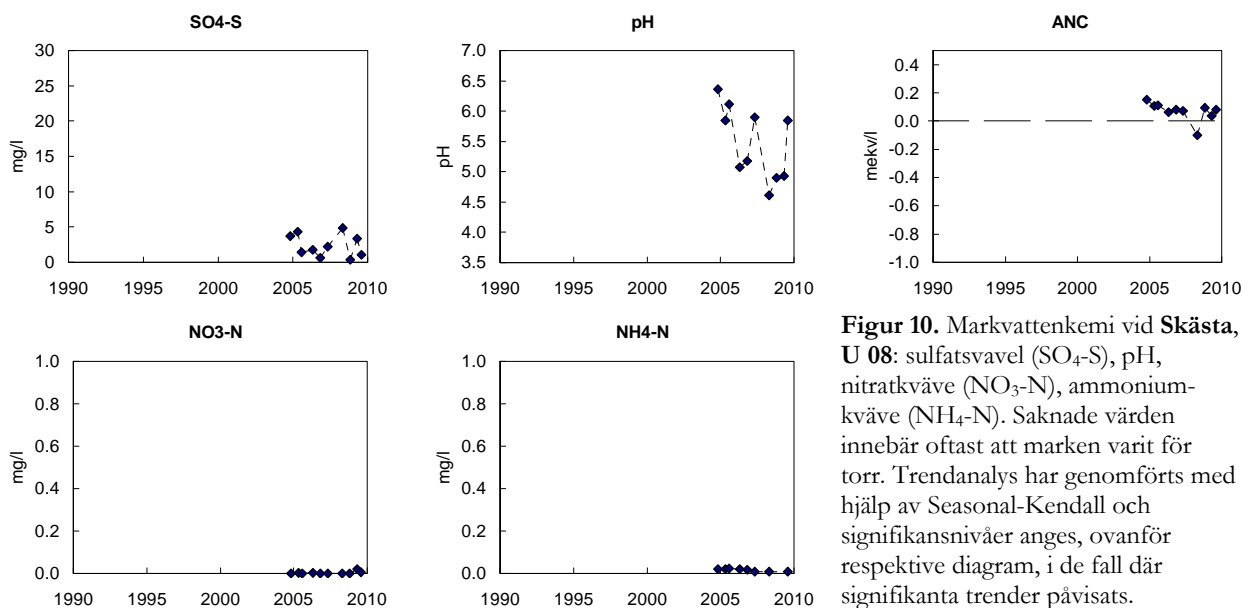 SO4-S
30
25
20
15
10
5
0
mg/l
1990 1995 2000 2005 2010
pH
7.0
6.5
6.0
5.5
5.0
4.5
4.0
3.5
pH
1990 1995 2000 2005 2010
ANC
0.4
0.2
0.0
-0.2
-0.4
-0.6
-0.8
-1.0
mekv/l
1990 1995 2000 2005 2010
NO3-N
1.0
0.8
0.6
0.4
0.2
0.0
mg/l
1990 1995 2000 2005 2010
NH4-N
1.0
0.8
0.6
0.4
0.2
0.0
mg/l
1990 1995 2000 2005 2010
Figur 10. Markvattenkemi vid Skästa,
U 08: sulfatsvavel (SO₄-S), pH,
nitratkväve (NO₃-N), ammonium-
kväve (NH₄-N). Saknade värden
innebär oftast att marken varit för
torr. Trendanalys har genomförts med
hjälp av Seasonal-Kendall och
signifikansnivåer anges, ovanför
respektive diagram, i de fall där
signifikanta trender påvisats.